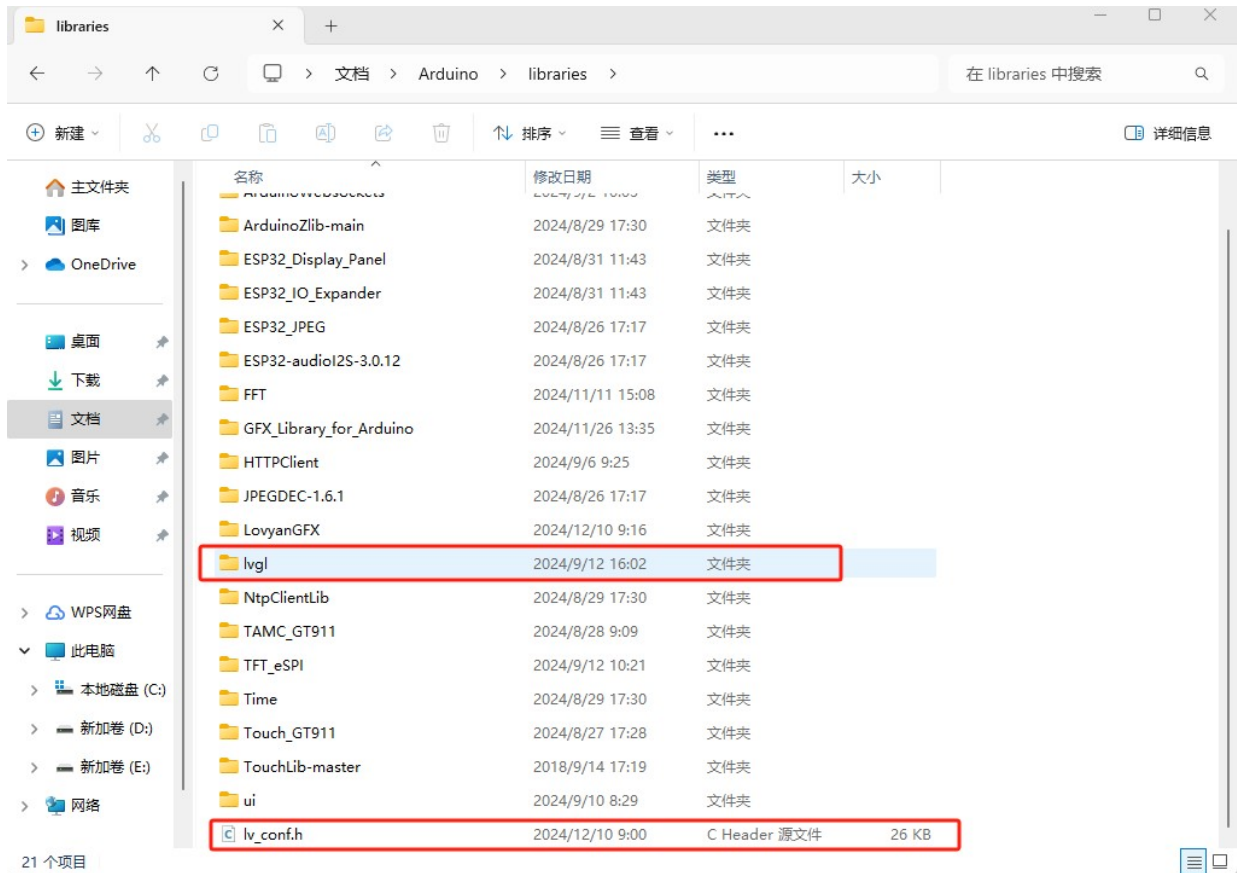 libraries
文档 Arduino libraries 在 libraries 中搜索
新建 排序 查看 ... 详细信息
名称 修改日期 类型 大小
主文件夹
图库
OneDrive
桌面
下载
文档
图片
音乐
视频
WPS网盘
此电脑
本地磁盘 (C:)
新加卷 (D:)
新加卷 (E:)
网络
ArduinoZlib-main 2024/8/29 17:30 文件夹
ESP32_Display_Panel 2024/8/31 11:43 文件夹
ESP32_IO_Expander 2024/8/31 11:43 文件夹
ESP32_JPEG 2024/8/26 17:17 文件夹
ESP32-audioI2S-3.0.12 2024/8/26 17:17 文件夹
FFT 2024/11/11 15:08 文件夹
GFX_Library_for_Arduino 2024/11/26 13:35 文件夹
HTTPClient 2024/9/6 9:25 文件夹
JPEGDEC-1.6.1 2024/8/26 17:17 文件夹
LovyanGFX 2024/12/10 9:16 文件夹
lvgl 2024/9/12 16:02 文件夹
NtpClientLib 2024/8/29 17:30 文件夹
TAMC_GT911 2024/8/28 9:09 文件夹
TFT_eSPI 2024/9/12 10:21 文件夹
Time 2024/8/29 17:30 文件夹
Touch_GT911 2024/8/27 17:28 文件夹
TouchLib-master 2018/9/14 17:19 文件夹
ui 2024/9/10 8:29 文件夹
lv_conf.h 2024/12/10 9:00 C Header 源文件 26 KB
21 个项目